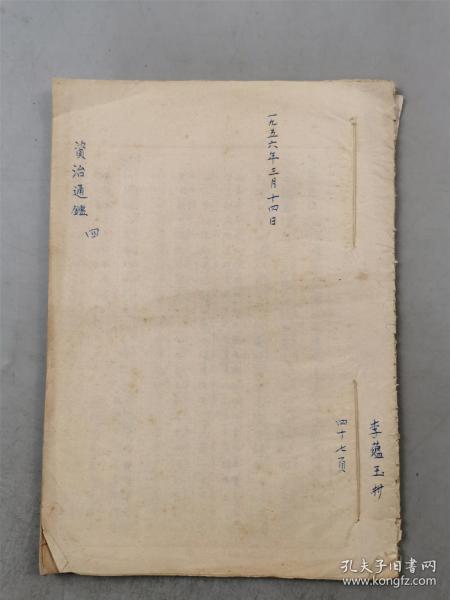 李蘊玉
四十七頁
一九五六年三月十四日
資治通鑑 四
孔夫子旧书网
www.kongfz.com